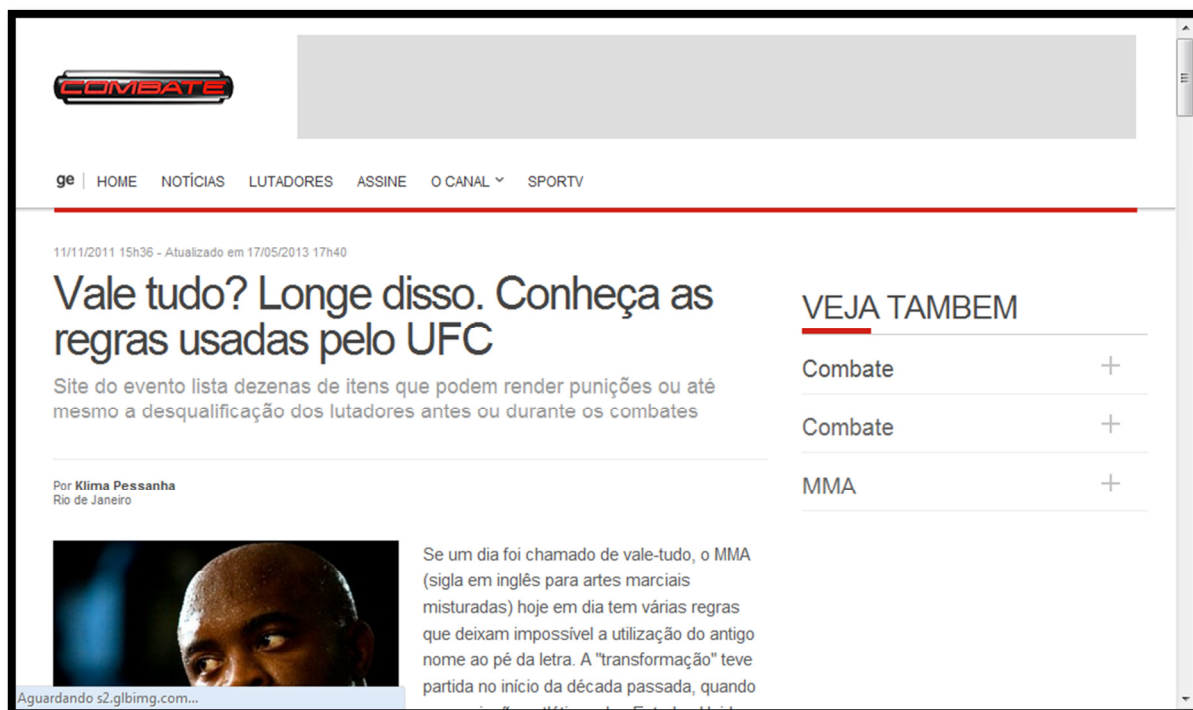 COMBATE
ge | HOME NOTÍCIAS LUTADORES ASSINE O CANAL SPORTV
11/11/2011 15h36 - Atualizado em 17/05/2013 17h40
Vale tudo? Longe disso. Conheça as
regras usadas pelo UFC
Site do evento lista dezenas de itens que podem render punições ou até
mesmo a desqualificação dos lutadores antes ou durante os combates
Por Klima Pessanha
Rio de Janeiro
Se um dia foi chamado de vale-tudo, o MMA
(sigla em inglês para artes marciais
misturadas) hoje em dia tem várias regras
que deixam impossível a utilização do antigo
nome ao pé da letra. A "transformação" teve
partida no início da década passada, quando
VEJA TAMBEM
Combate
Combate
MMA
Aguardando s2.glbimg.com...